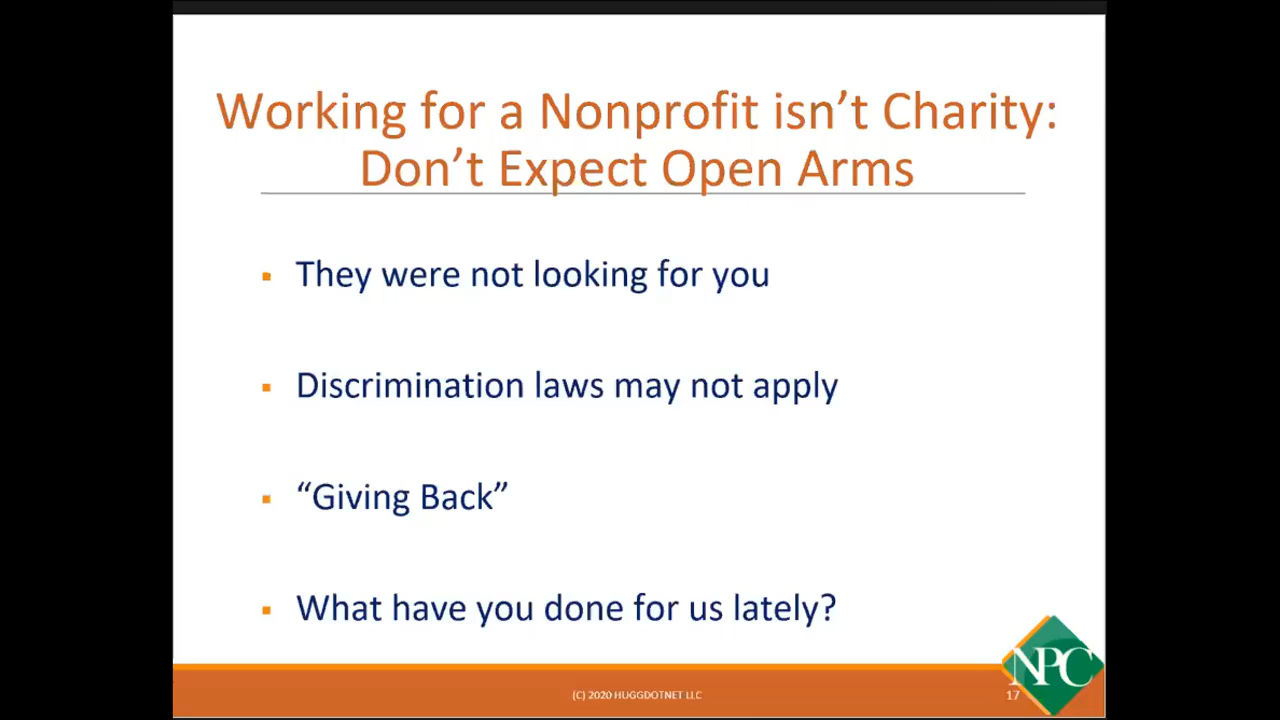 Working for a Nonprofit isn’t Charity:
Don’t Expect Open Arms
They were not looking for you
Discrimination laws may not apply
“Giving Back”
What have you done for us lately?
NPC
(C) 2020 HUGGDOTNET LLC
17